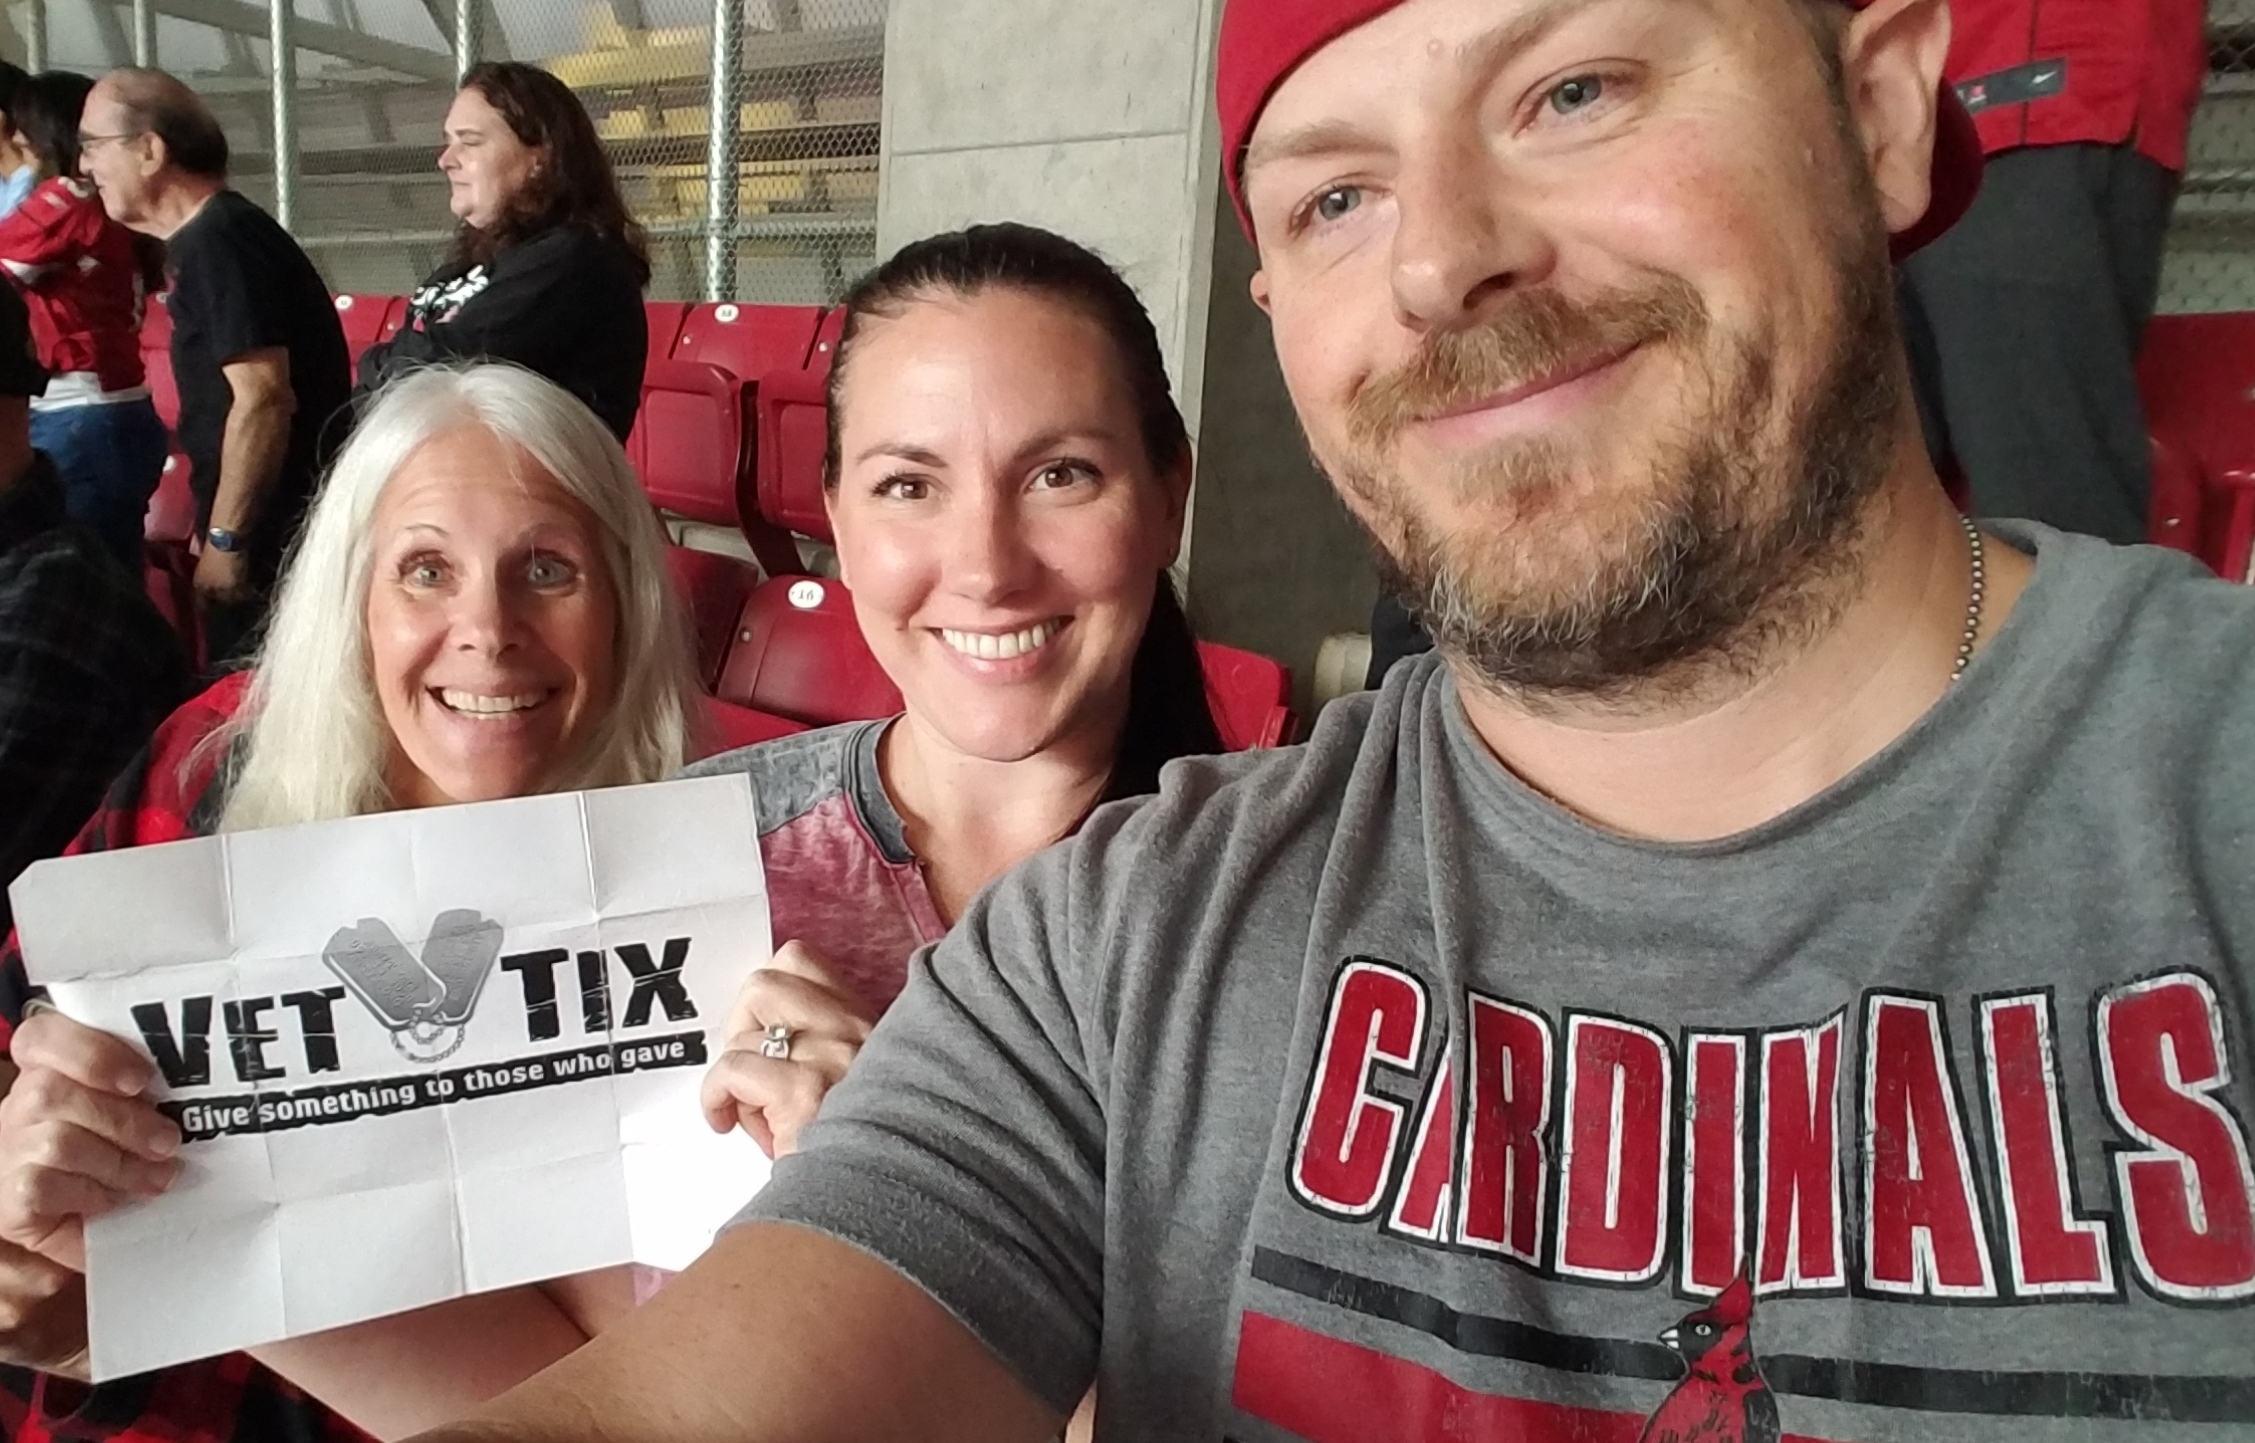 VET TIX
Give something to those who gave
CARDINALS